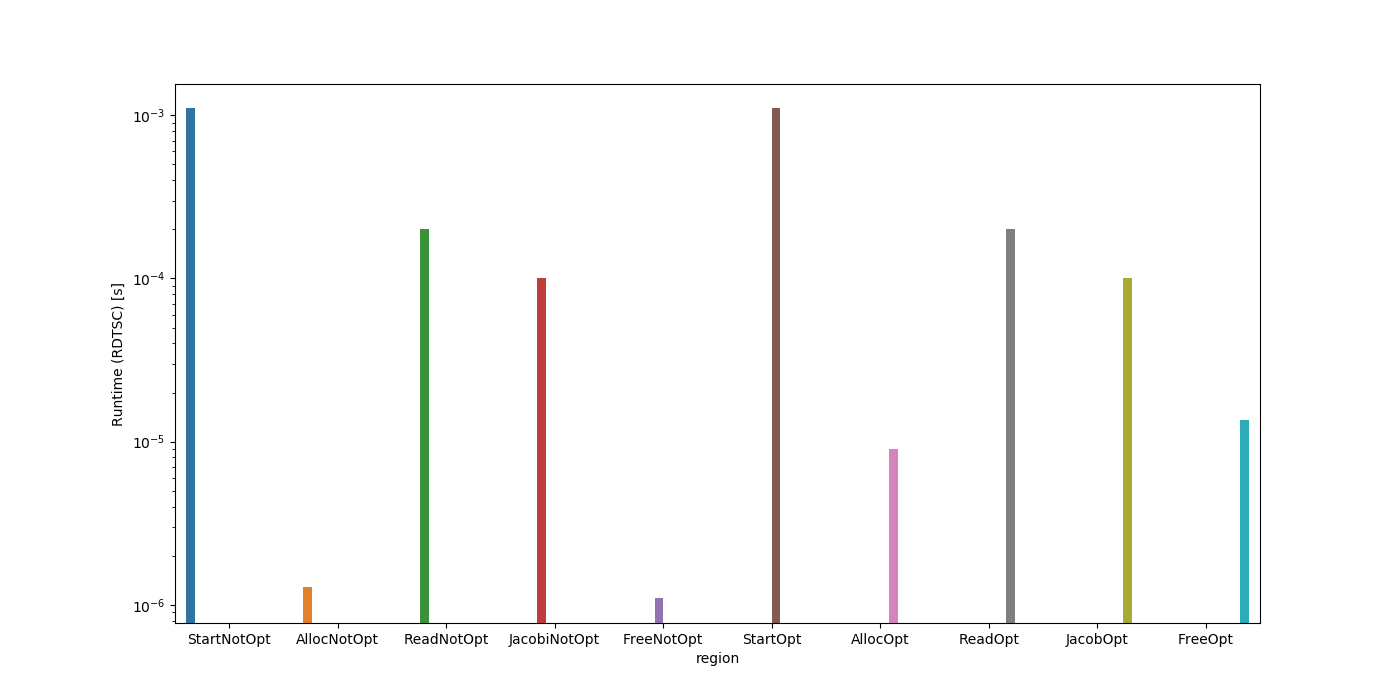 10⁻³
10⁻⁴
10⁻⁵
10⁻⁶
Runtime (RDTSC) [s]
StartNotOpt AllocNotOpt ReadNotOpt JacobiNotOpt FreeNotOpt StartOpt AllocOpt ReadOpt JacobOpt FreeOpt
region